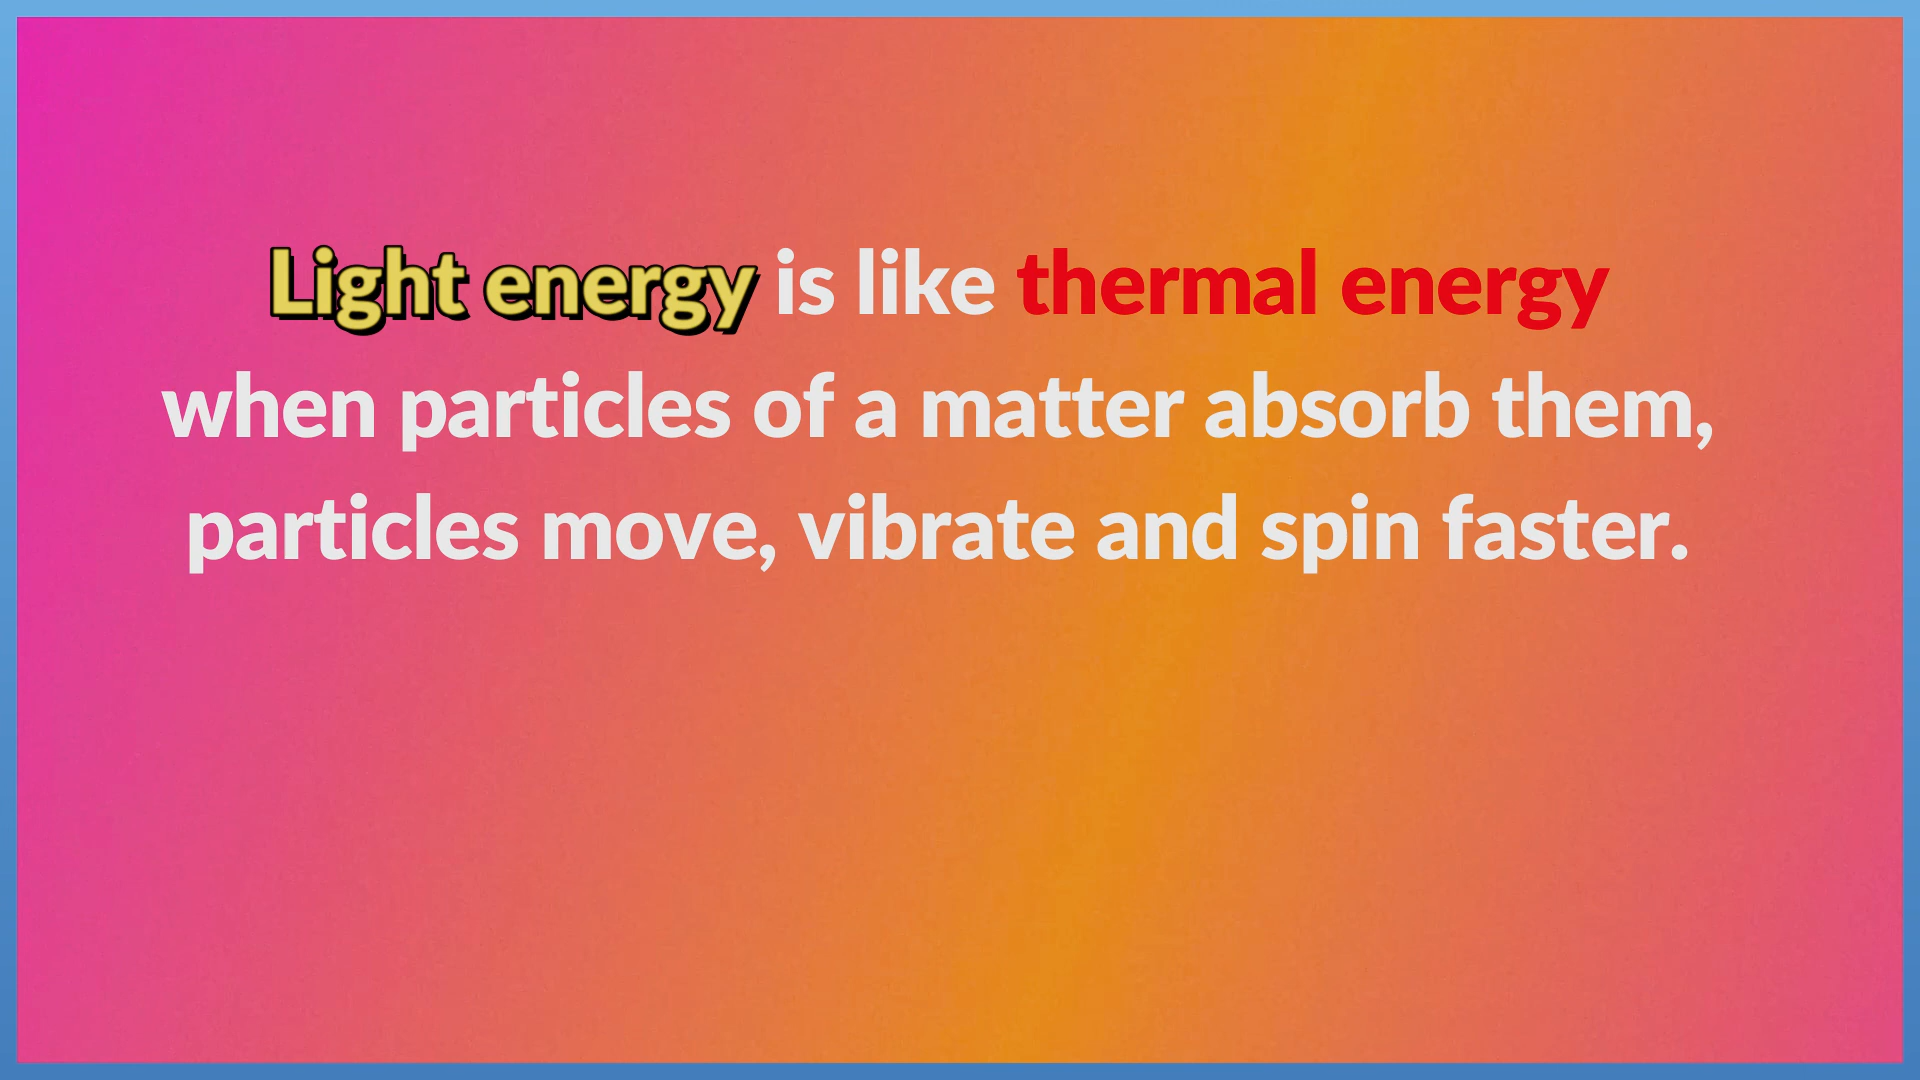 Light energy is like thermal energy
when particles of a matter absorb them,
particles move, vibrate and spin faster.